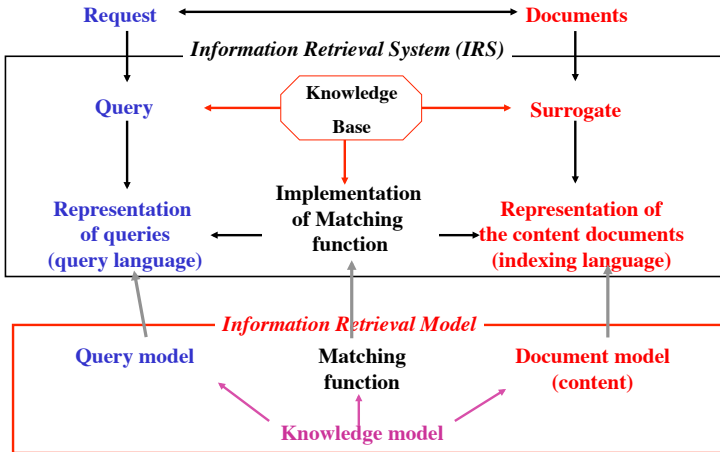 Request
Documents
Information Retrieval System (IRS)
Query
Knowledge
Base
Surrogate
Representation
of queries
(query language)
Implementation
of Matching
function
Representation of
the content documents
(indexing language)
Information Retrieval Model
Query model
Matching
function
Document model
(content)
Knowledge model